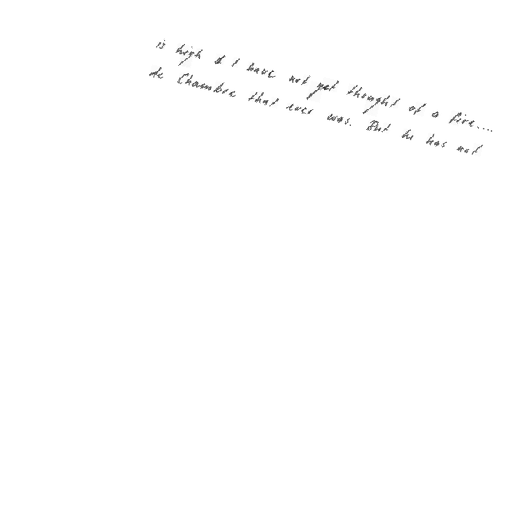 is high & I have not yet thought of a fire....
de Chambre that ever was. But he has not